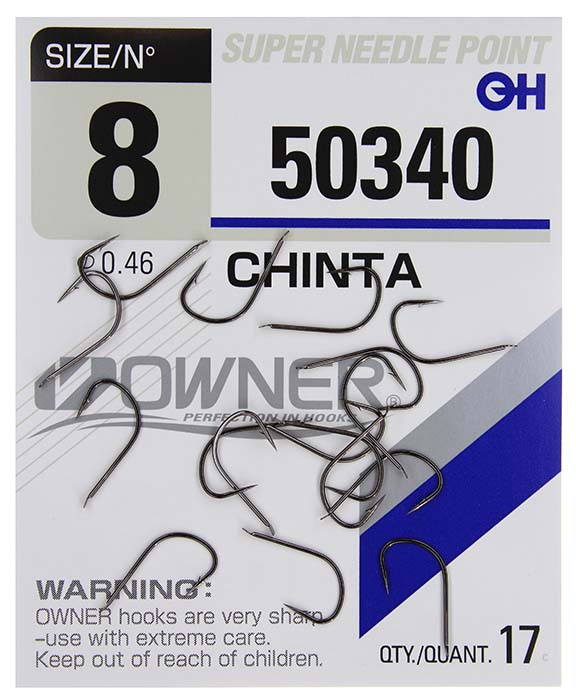 SIZE/Nº
SUPER NEEDLE POINT
8
50340
Ø 0.46
CHINTA
OWNER®
PERFECTION IN HOOKS
WARNING:
OWNER hooks are very sharp
–use with extreme care.
Keep out of reach of children.
QTY./QUANT. 17 C